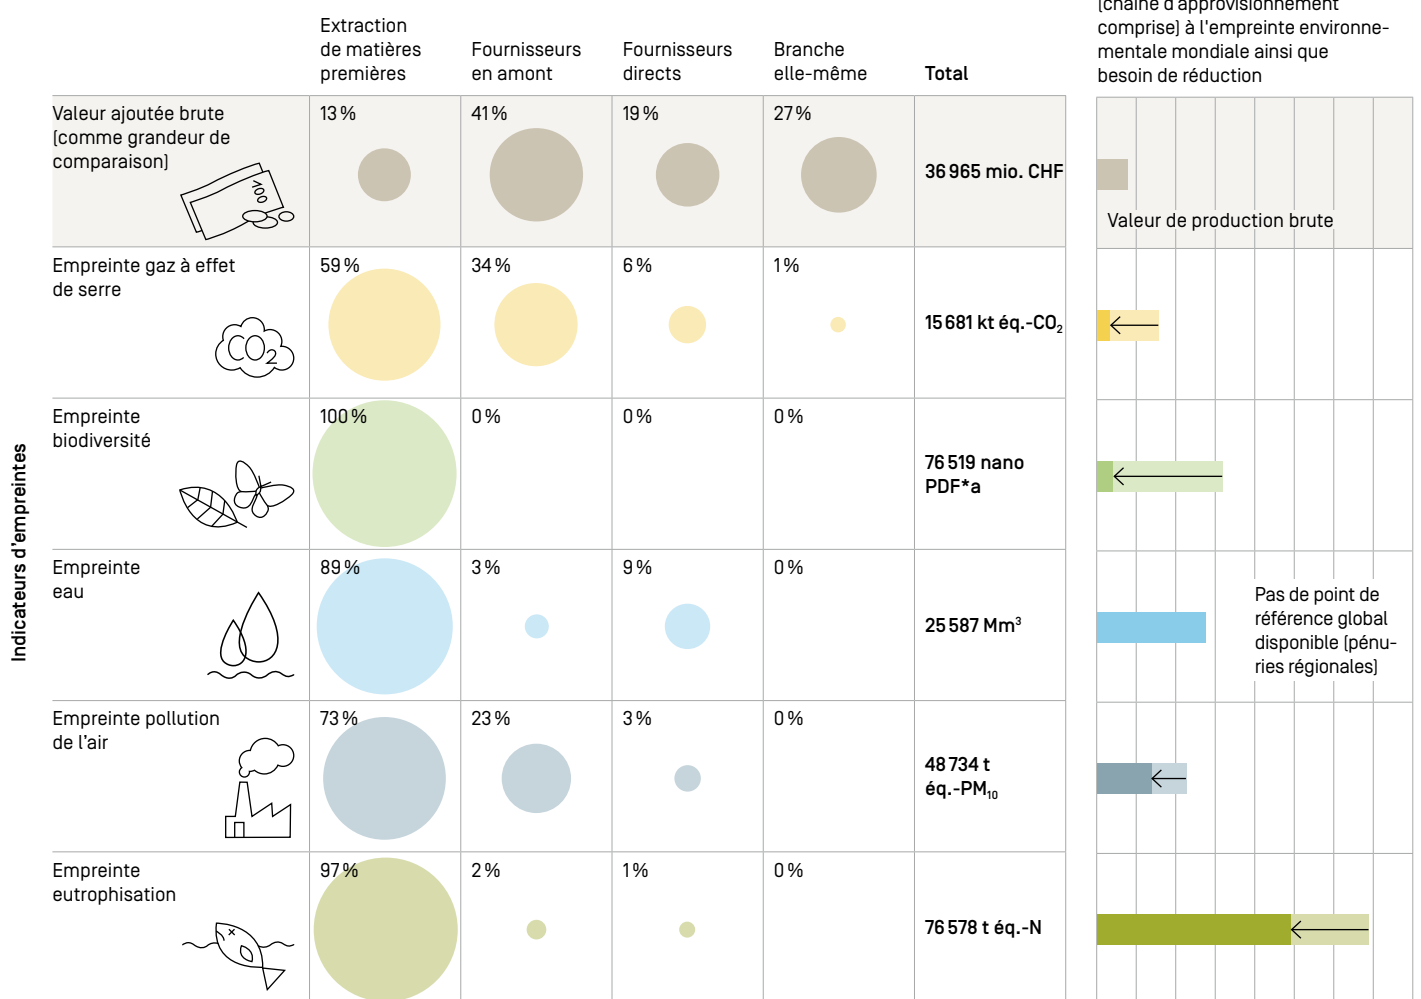 Extraction
de matières
premières
Fournisseurs
en amont
Fournisseurs
directs
Branche
elle-même
Total
(chaîne d'approvisionnement
comprise) à l'empreinte environne-
mentale mondiale ainsi que
besoin de réduction
Indicateurs d'empreintes
Valeur ajoutée brute
(comme grandeur de
comparaison)
100
13 %
41 %
19 %
27 %
36 965 mio. CHF
Valeur de production brute
Empreinte gaz à effet
de serre
CO2
59 %
34 %
6 %
1 %
15 681 kt éq.-CO₂
Empreinte
biodiversité
100 %
0 %
0 %
0 %
76 519 nano
PDF*a
Empreinte
eau
89 %
3 %
9 %
0 %
25 587 Mm³
Pas de point de
référence global
disponible (pénu-
ries régionales)
Empreinte pollution
de l'air
73 %
23 %
3 %
0 %
48 734 t
éq.-PM₁₀
Empreinte
eutrophisation
97 %
2 %
1 %
0 %
76 578 t éq.-N